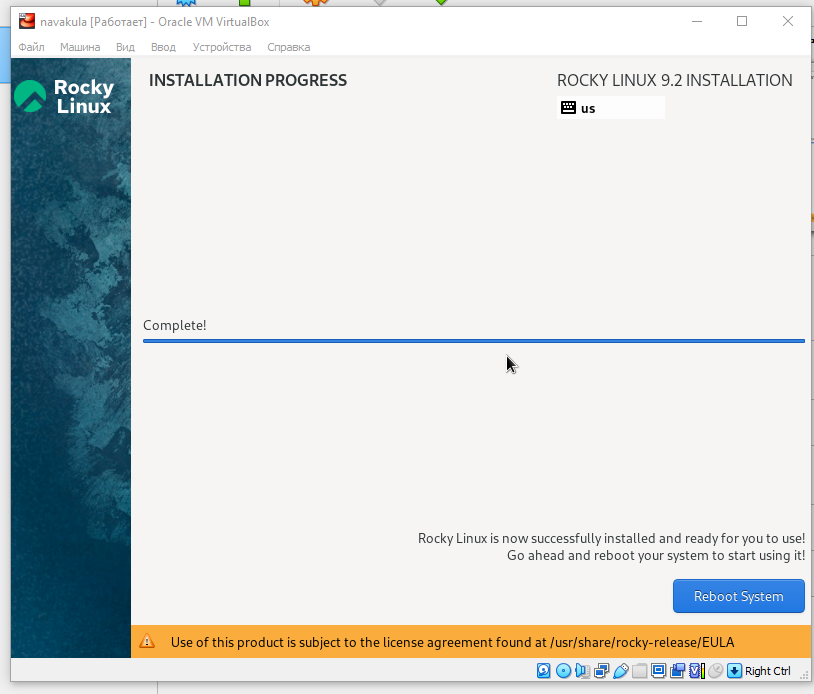 navakula [Работает] - Oracle VM VirtualBox
Файл Машина Вид Ввод Устройства Справка
Rocky Linux
INSTALLATION PROGRESS
ROCKY LINUX 9.2 INSTALLATION
us
Complete!
Rocky Linux is now successfully installed and ready for you to use!
Go ahead and reboot your system to start using it!
Reboot System
Use of this product is subject to the license agreement found at /usr/share/rocky-release/EULA
Right Ctrl